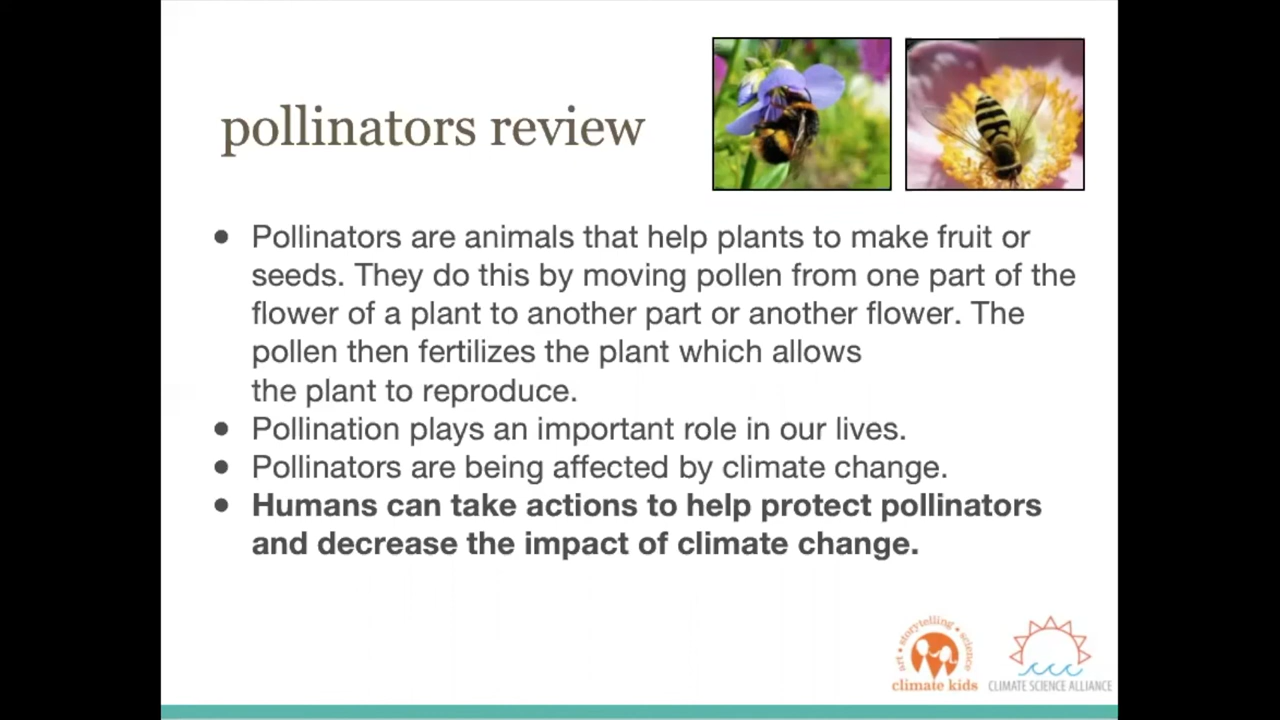 pollinators review
● Pollinators are animals that help plants to make fruit or
seeds. They do this by moving pollen from one part of the
flower of a plant to another part or another flower. The
pollen then fertilizes the plant which allows
the plant to reproduce.
● Pollination plays an important role in our lives.
● Pollinators are being affected by climate change.
● Humans can take actions to help protect pollinators
and decrease the impact of climate change.
art • storytelling • science
climate kids
CLIMATE SCIENCE ALLIANCE